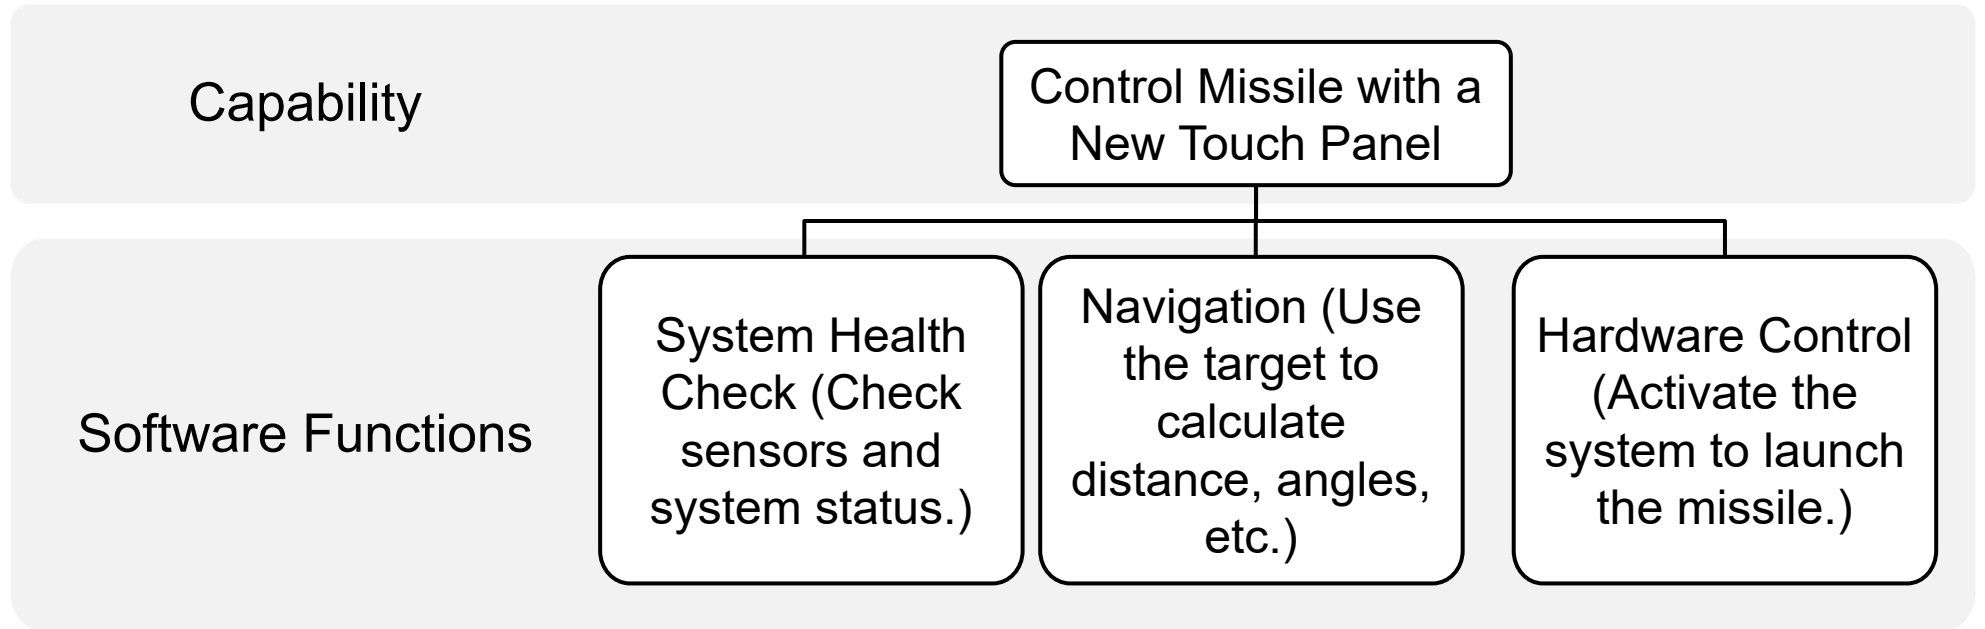 Capability
Control Missile with a
New Touch Panel
Software Functions
System Health
Check (Check
sensors and
system status.)
Navigation (Use
the target to
calculate
distance, angles,
etc.)
Hardware Control
(Activate the
system to launch
the missile.)